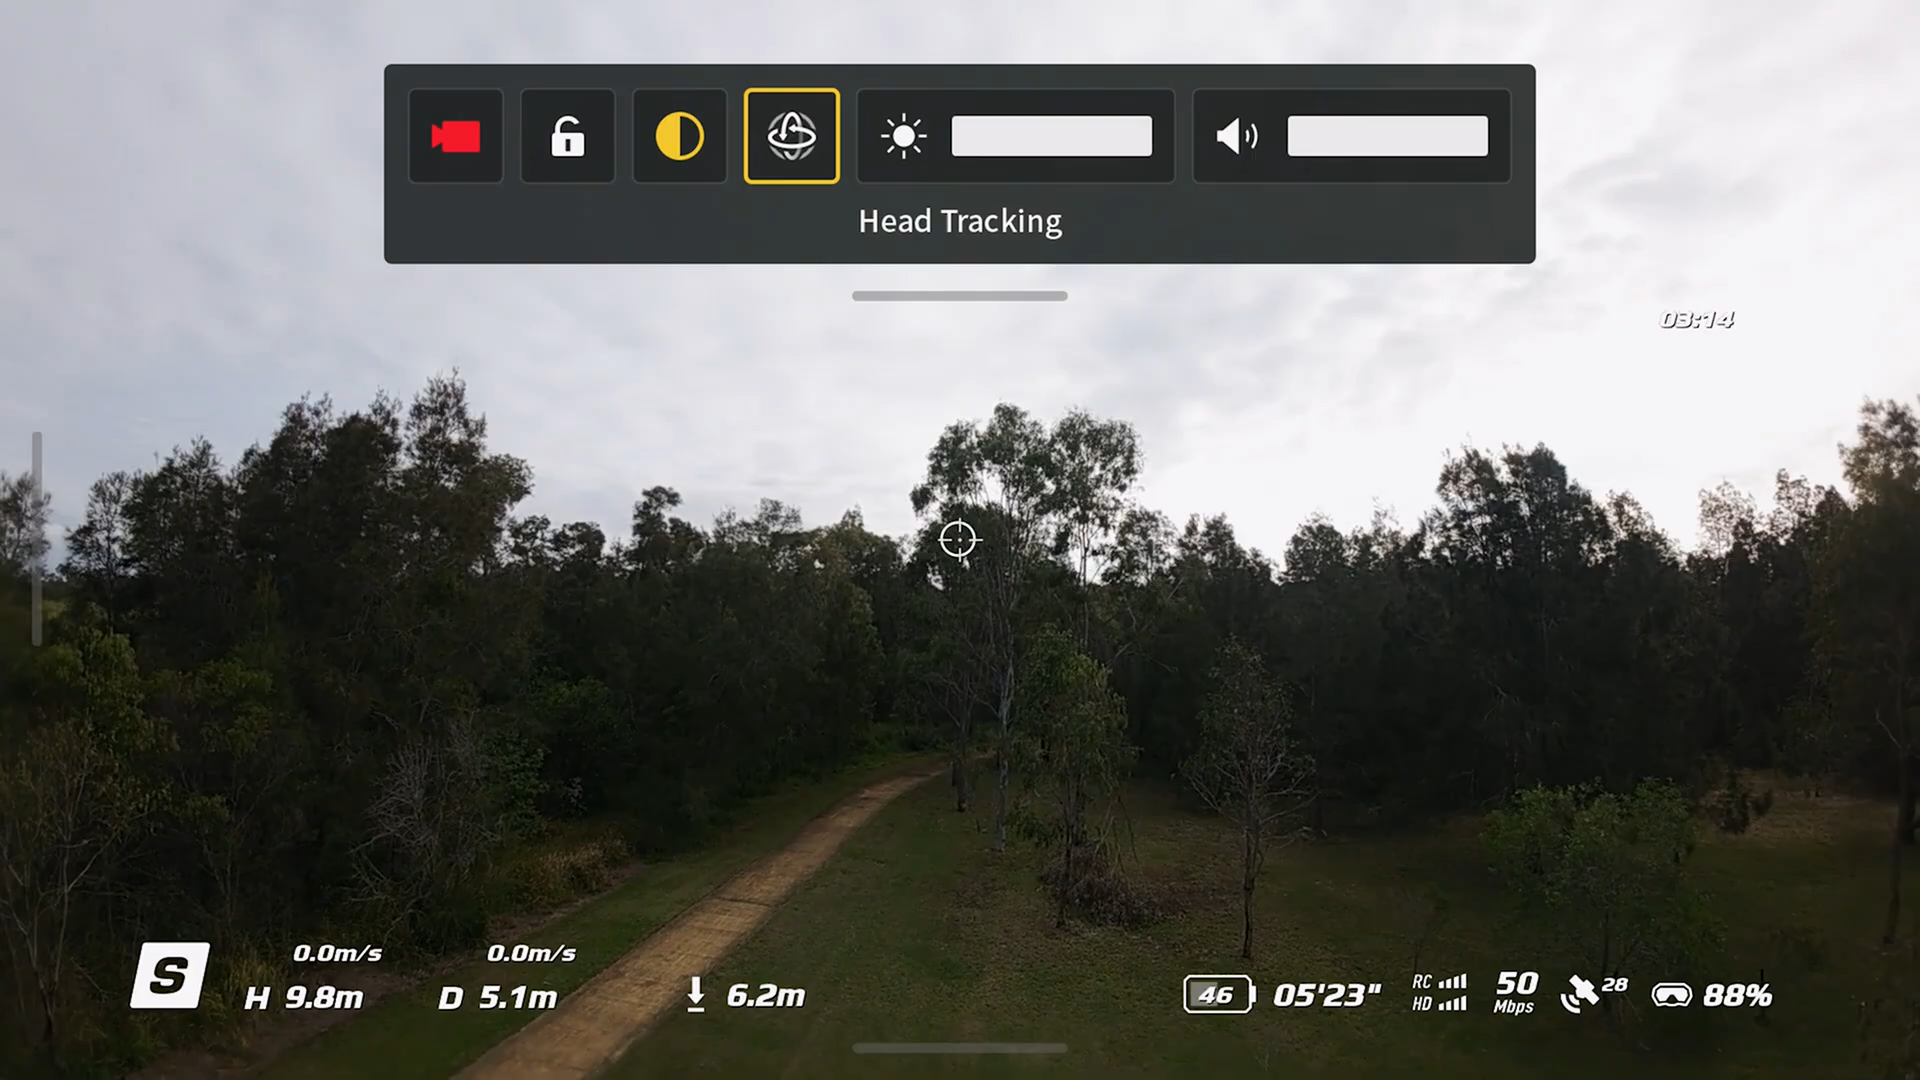 Head Tracking
03:14
S
0.0m/s 0.0m/s
H 9.8m D 5.1m 6.2m
46 05'23"
RC
HD
50
Mbps
28
88%